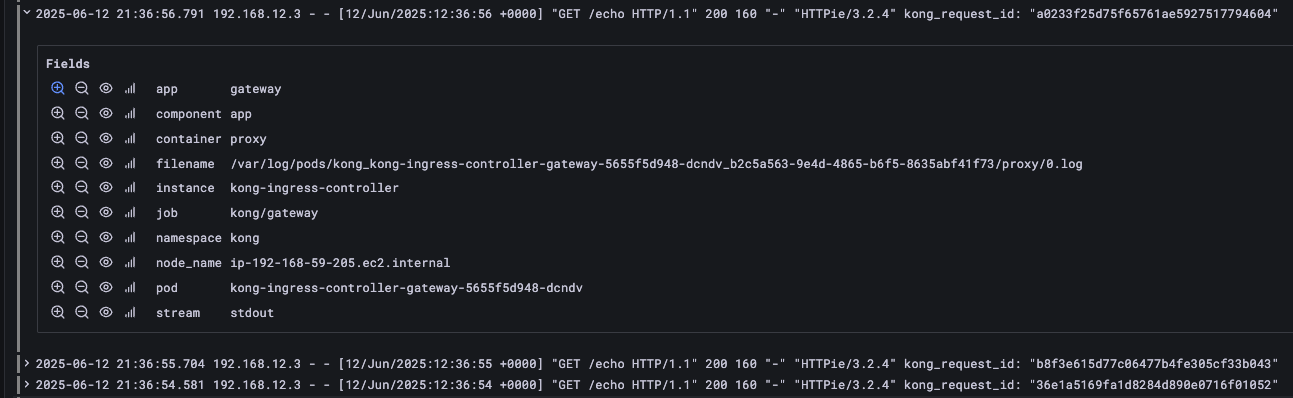 2025-06-12 21:36:56.791 192.168.12.3 - - [12/Jun/2025:12:36:56 +0000] "GET /echo HTTP/1.1" 200 160 "-" "HTTPie/3.2.4" kong_request_id: "a0233f25d75f65761ae5927517794604"
Fields
app gateway
component app
container proxy
filename /var/log/pods/kong_kong-ingress-controller-gateway-5655f5d948-dcndv_b2c5a563-9e4d-4865-b6f5-8635abf41f73/proxy/0.log
instance kong-ingress-controller
job kong/gateway
namespace kong
node_name ip-192-168-59-205.ec2.internal
pod kong-ingress-controller-gateway-5655f5d948-dcndv
stream stdout
2025-06-12 21:36:55.704 192.168.12.3 - - [12/Jun/2025:12:36:55 +0000] "GET /echo HTTP/1.1" 200 160 "-" "HTTPie/3.2.4" kong_request_id: "b8f3e615d77c06477b4fe305cf33b043"
2025-06-12 21:36:54.581 192.168.12.3 - - [12/Jun/2025:12:36:54 +0000] "GET /echo HTTP/1.1" 200 160 "-" "HTTPie/3.2.4" kong_request_id: "36e1a5169fa1d8284d890e0716f01052"